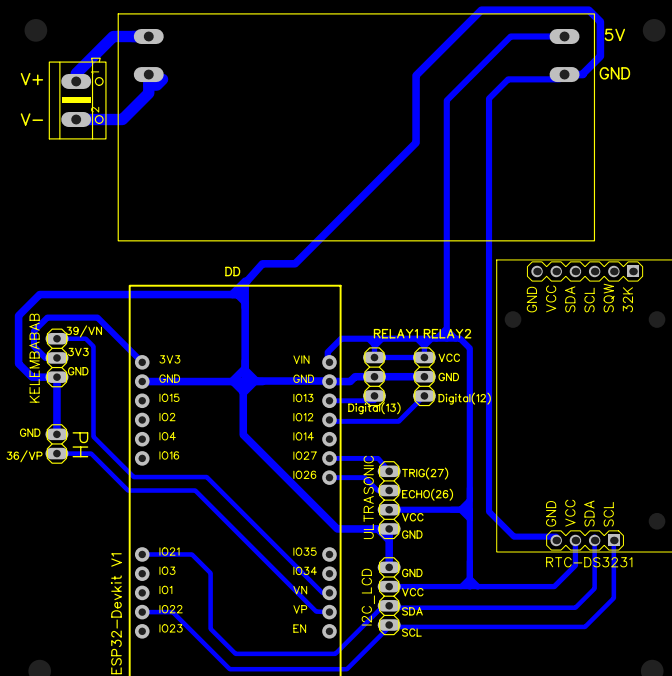 5V
V+
1
GND
V-
2
DD
GND
VCC
SDA
SCL
SQW
32K
KELEMBABAB
39/VN
3V3
GND
GND
36/VP
PH
3V3
GND
IO15
IO2
IO4
IO16
VIN
GND
IO13
IO12
IO14
IO27
IO26
RELAY1
RELAY2
VCC
GND
Digital(13)
Digital(12)
ULTRASONIC
TRIG(27)
ECHO(26)
VCC
GND
ESP32-Devkit V1
IO21
IO3
IO1
IO22
IO23
IO35
IO34
VN
VP
EN
I2C_LCD
GND
VCC
SDA
SCL
GND
VCC
SDA
SCL
RTC-DS3231